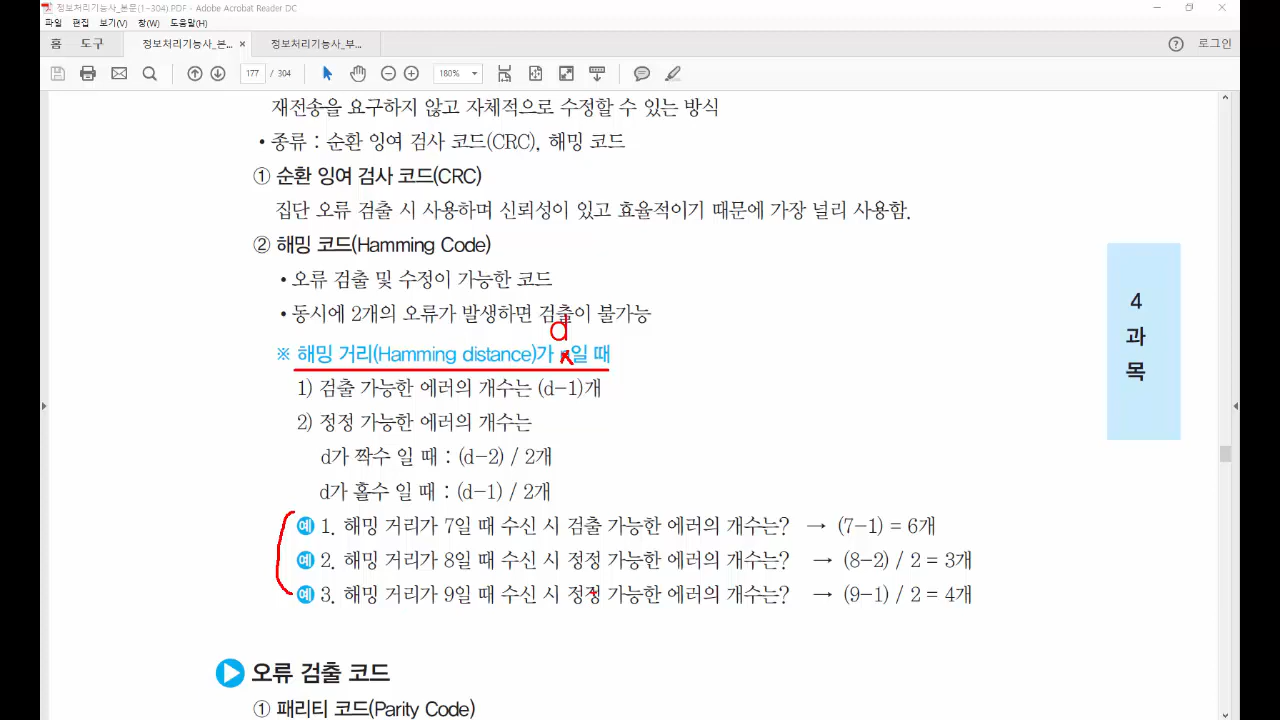 정보처리기능사_본문(1~304).PDF - Adobe Acrobat Reader DC
파일 편집 보기(V) 창(W) 도움말(H)
홈 도구 정보처리기능사_본... × 정보처리기능사_부... 로그인
177 / 304 180%
재전송을 요구하지 않고 자체적으로 수정할 수 있는 방식
• 종류 : 순환 잉여 검사 코드(CRC), 해밍 코드
① 순환 잉여 검사 코드(CRC)
집단 오류 검출 시 사용하며 신뢰성이 있고 효율적이기 때문에 가장 널리 사용함.
② 해밍 코드(Hamming Code)
• 오류 검출 및 수정이 가능한 코드
• 동시에 2개의 오류가 발생하면 검출이 불가능
d
※ 해밍 거리(Hamming distance)가 일 때
1) 검출 가능한 에러의 개수는 (d-1)개
2) 정정 가능한 에러의 개수는
d가 짝수 일 때 : (d-2) / 2개
d가 홀수 일 때 : (d-1) / 2개
예 1. 해밍 거리가 7일 때 수신 시 검출 가능한 에러의 개수는? → (7-1) = 6개
예 2. 해밍 거리가 8일 때 수신 시 정정 가능한 에러의 개수는? → (8-2) / 2 = 3개
예 3. 해밍 거리가 9일 때 수신 시 정정 가능한 에러의 개수는? → (9-1) / 2 = 4개
오류 검출 코드
① 패리티 코드(Parity Code)
4
과
목